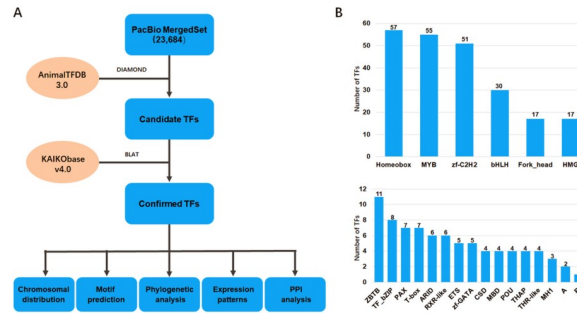 A
PacBio MergedSet
(23,684)
AnimalTFDB
3.0
DIAMOND
Candidate TFs
KAIKObase
v4.0
BLAT
Confirmed TFs
Chromosomal
distribution
Motif
prediction
Phylogenetic
analysis
Expression
patterns
PPI
analysis
B
Number of TFs
60
50
40
30
20
10
0
57
55
51
30
17
17
Homeobox
MYB
zf-C2H2
bHLH
Fork_head
HMG
Number of TFs
12
10
8
6
4
2
0
11
8
7
7
6
6
5
5
4
4
4
4
4
3
2
1
ZBTB
TF_bZIP
PAX
T-box
ARID
RXR-like
ETS
zf-GATA
CSD
MBD
POU
THAP
THR-like
MH1
A